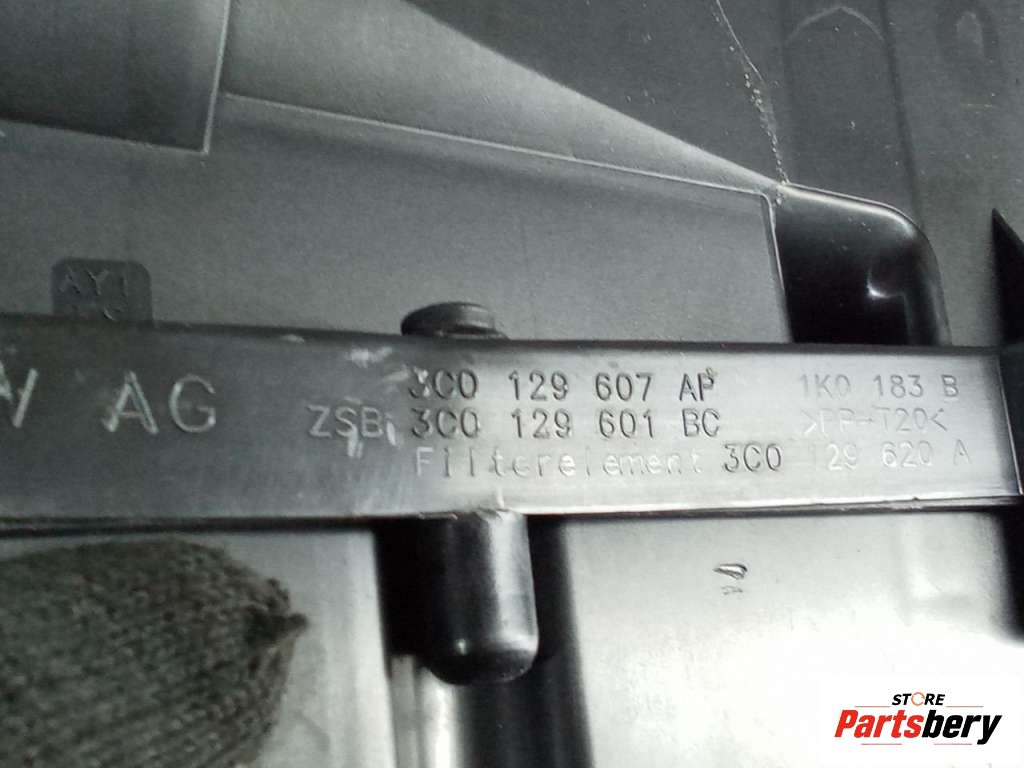 AY1
AG
3C0 129 607 AP
1K0 183 B
ZSB 3C0 129 601 BC
>PP-T20<
Filterelement 3C0 129 620 A
STORE
Partsbery